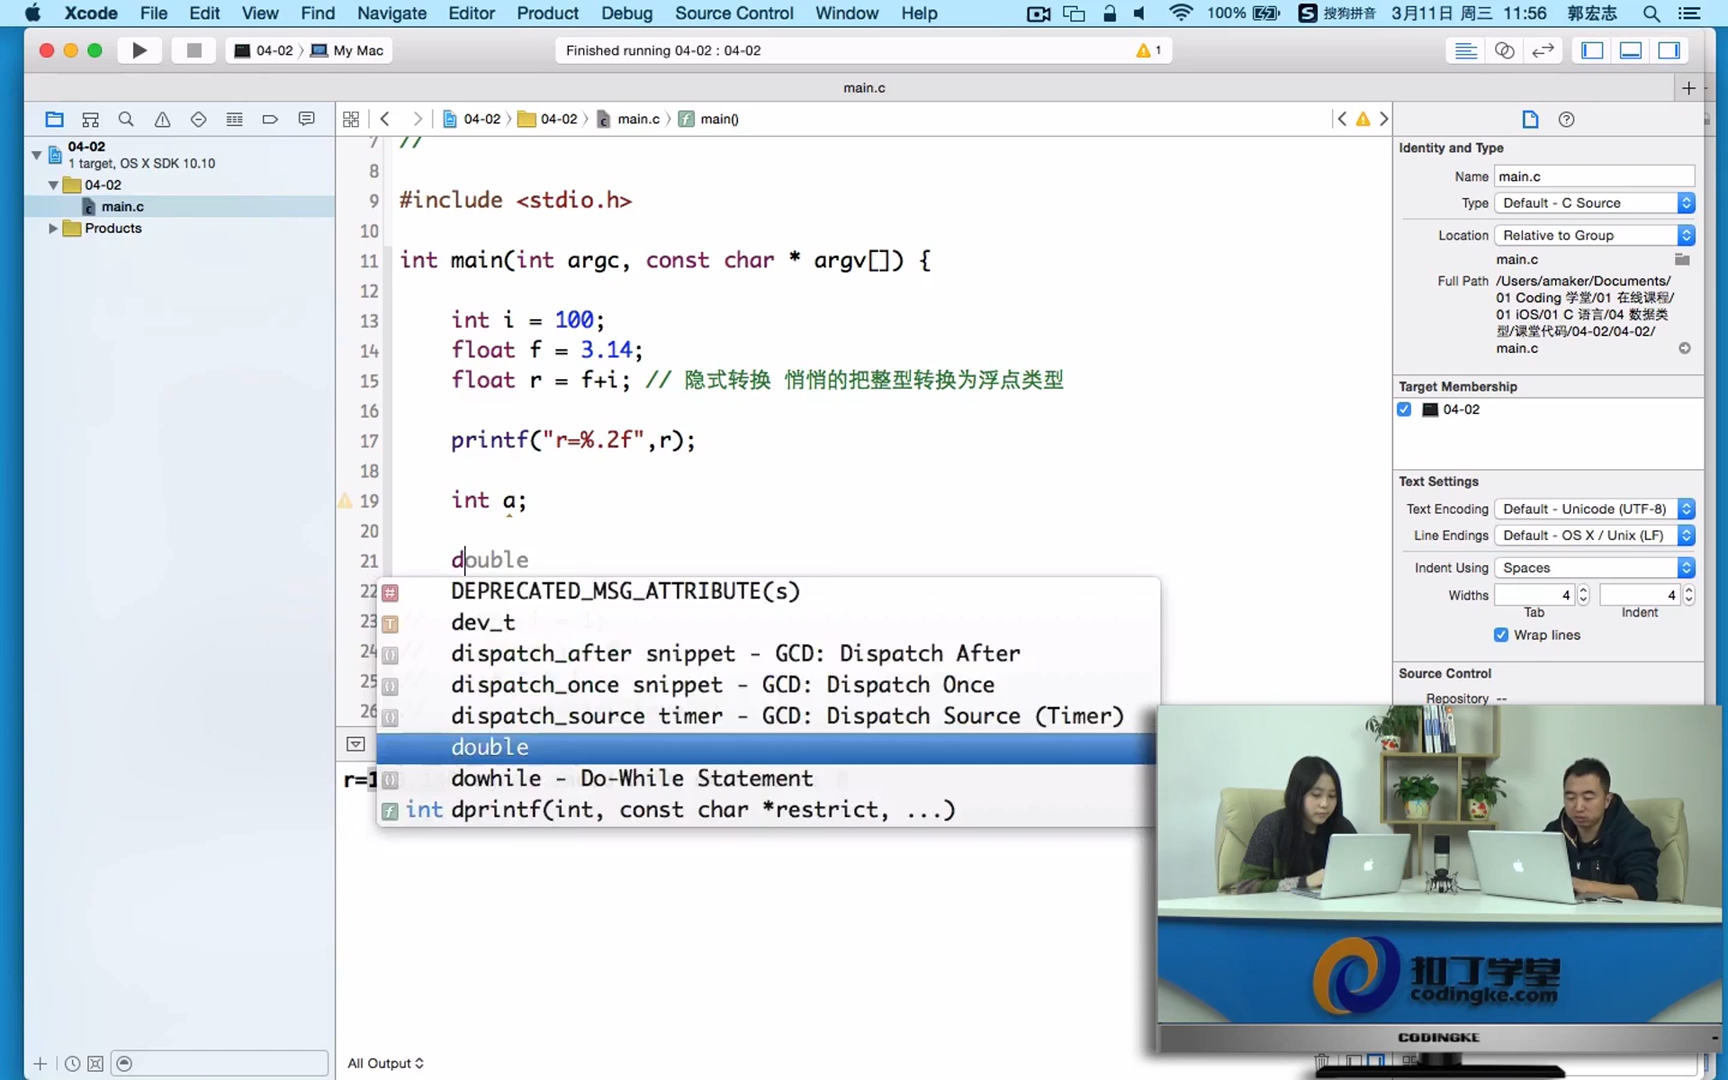 Xcode File Edit View Find Navigate Editor Product Debug Source Control Window Help 100% 搜狗拼音 3月11日 周三 11:56 郭宏志
04-02 My Mac
Finished running 04-02 : 04-02
1
main.c
04-02 04-02 main.c main()
04-02
1 target, OS X SDK 10.10
04-02
main.c
Products
7 //
8
9 #include <stdio.h>
10
11 int main(int argc, const char * argv[]) {
12
13 int i = 100;
14 float f = 3.14;
15 float r = f+i; // 隐式转换 悄悄的把整型转换为浮点类型
16
17 printf("r=%.2f",r);
18
19 int a;
20
21 double
22
23
24
25
26
DEPRECATED_MSG_ATTRIBUTE(s)
dev_t
dispatch_after snippet - GCD: Dispatch After
dispatch_once snippet - GCD: Dispatch Once
dispatch_source timer - GCD: Dispatch Source (Timer)
double
dowhile - Do-While Statement
int dprintf(int, const char *restrict, ...)
r=1
All Output
Identity and Type
Name main.c
Type Default - C Source
Location Relative to Group
main.c
Full Path /Users/amaker/Documents/
01 Coding 学堂/01 在线课程/
01 iOS/01 C 语言/04 数据类
型/课堂代码/04-02/04-02/
main.c
Target Membership
04-02
Text Settings
Text Encoding Default - Unicode (UTF-8)
Line Endings Default - OS X / Unix (LF)
Indent Using Spaces
Widths 4 4
Tab Indent
Wrap lines
Source Control
Repository --
扣丁学堂
codingke.com
CODINGKE